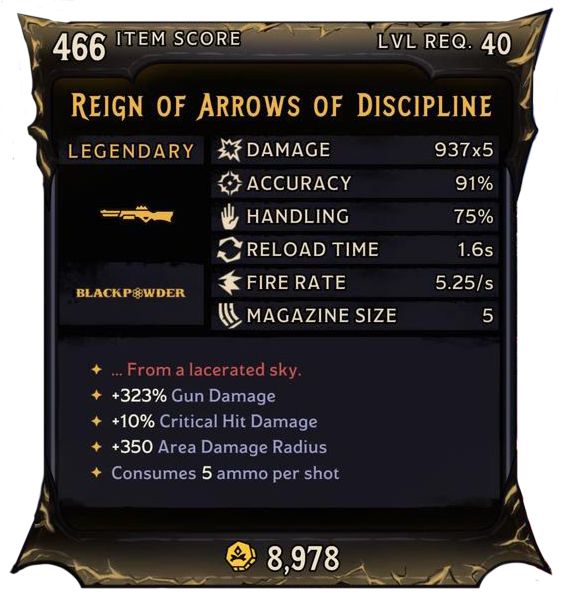 466 ITEM SCORE LVL REQ. 40
REIGN OF ARROWS OF DISCIPLINE
LEGENDARY
DAMAGE 937x5
ACCURACY 91%
HANDLING 75%
RELOAD TIME 1.6s
BLACKPOWDER
FIRE RATE 5.25/s
MAGAZINE SIZE 5
... From a lacerated sky.
+323% Gun Damage
+10% Critical Hit Damage
+350 Area Damage Radius
Consumes 5 ammo per shot
8,978